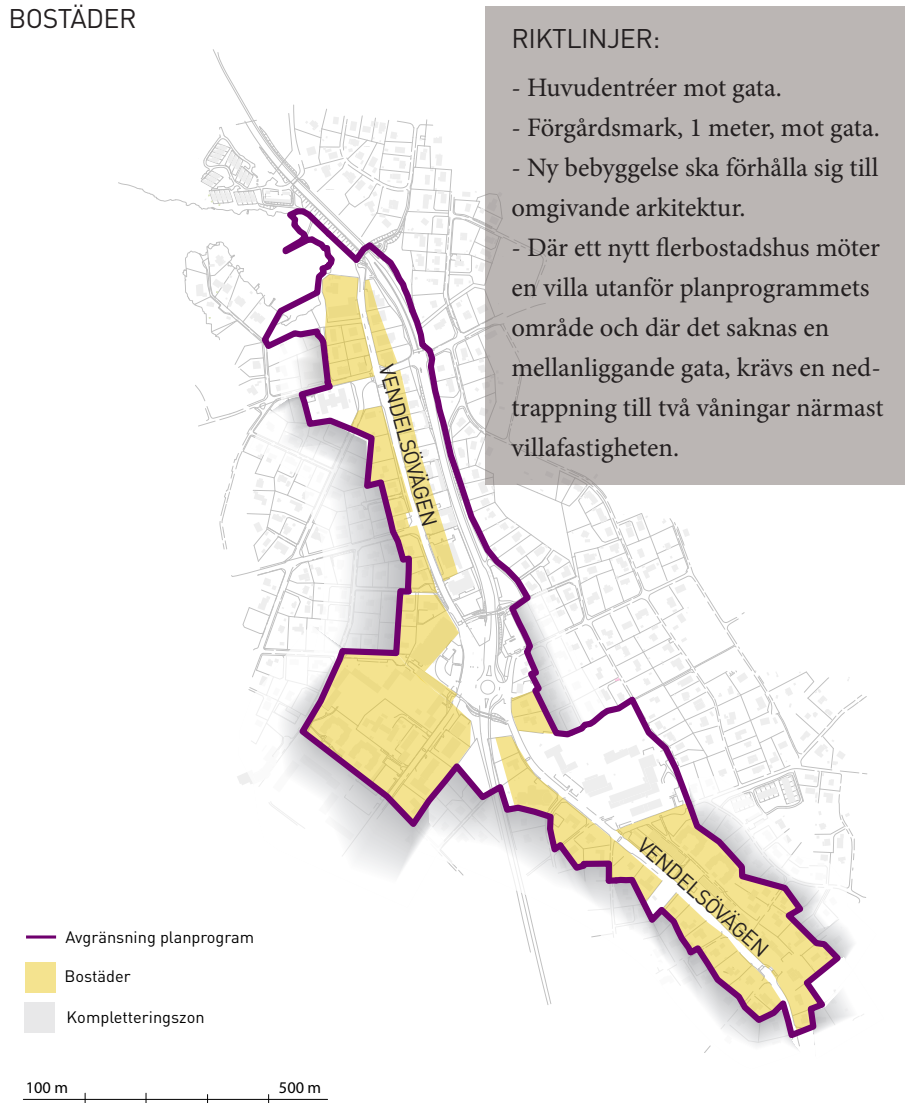 BOSTÄDER
RIKTLINJER:
- Huvudentréer mot gata.
- Förgårdsmark, 1 meter, mot gata.
- Ny bebyggelse ska förhålla sig till
omgivande arkitektur.
- Där ett nytt flerbostadshus möter
en villa utanför planprogrammets
område och där det saknas en
mellanliggande gata, krävs en ned-
trappning till två våningar närmast
villafastigheten.
VENDELSÖVÄGEN
VENDELSÖVÄGEN
Avgränsning planprogram
Bostäder
Kompletteringszon
100 m 500 m